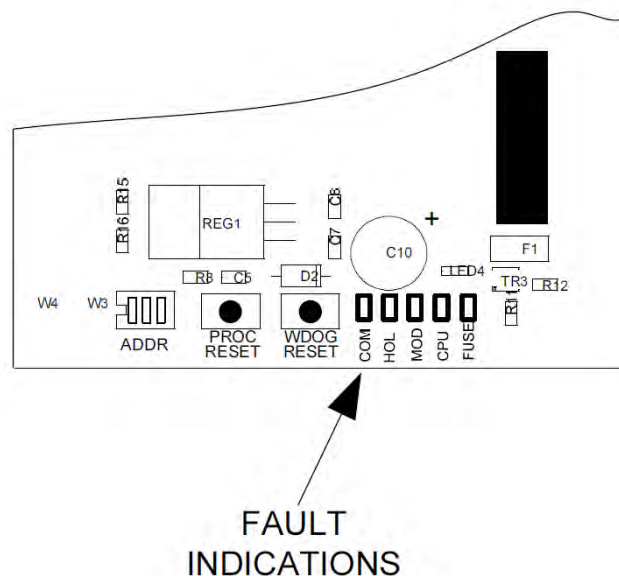 R15
R16
REG1
C8
C7
+
C10
F1
R8
C5
D2
LED4
TR3
R12
R11
W4
W3
ADDR
PROC
RESET
WDOG
RESET
COM
HOL
MOD
CPU
FUSE
FAULT
INDICATIONS